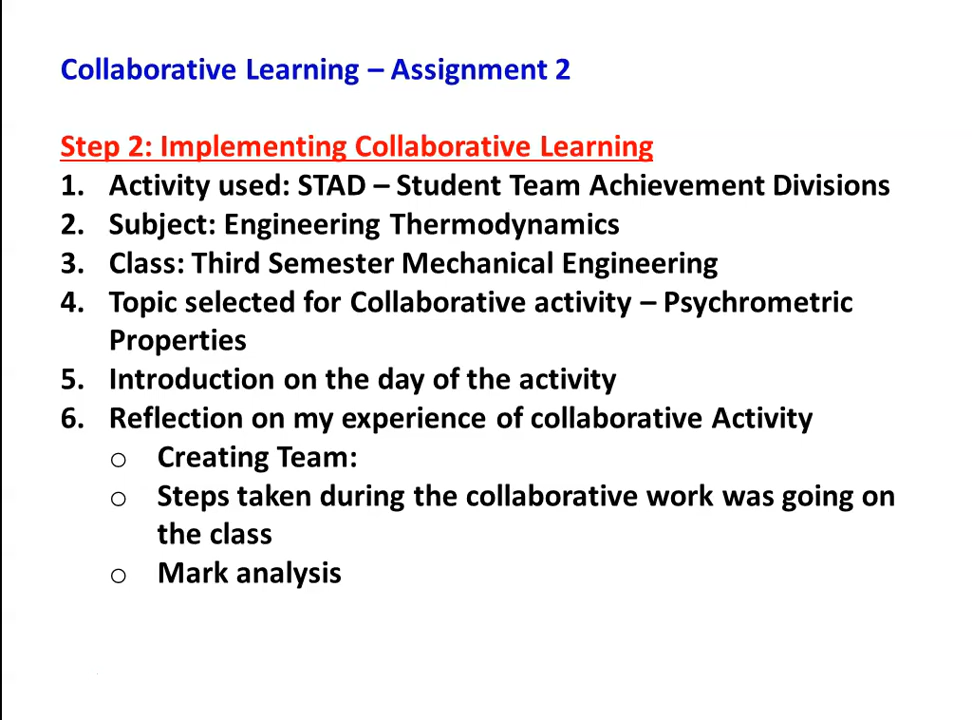 Collaborative Learning – Assignment 2
Step 2: Implementing Collaborative Learning
1. Activity used: STAD – Student Team Achievement Divisions
2. Subject: Engineering Thermodynamics
3. Class: Third Semester Mechanical Engineering
4. Topic selected for Collaborative activity – Psychrometric
Properties
5. Introduction on the day of the activity
6. Reflection on my experience of collaborative Activity
○ Creating Team:
○ Steps taken during the collaborative work was going on
the class
○ Mark analysis